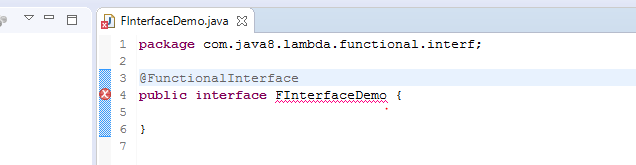 FInterfaceDemo.java
1 package com.java8.lambda.functional.interf;
2
3 @FunctionalInterface
4 public interface FInterfaceDemo {
5
6 }
7